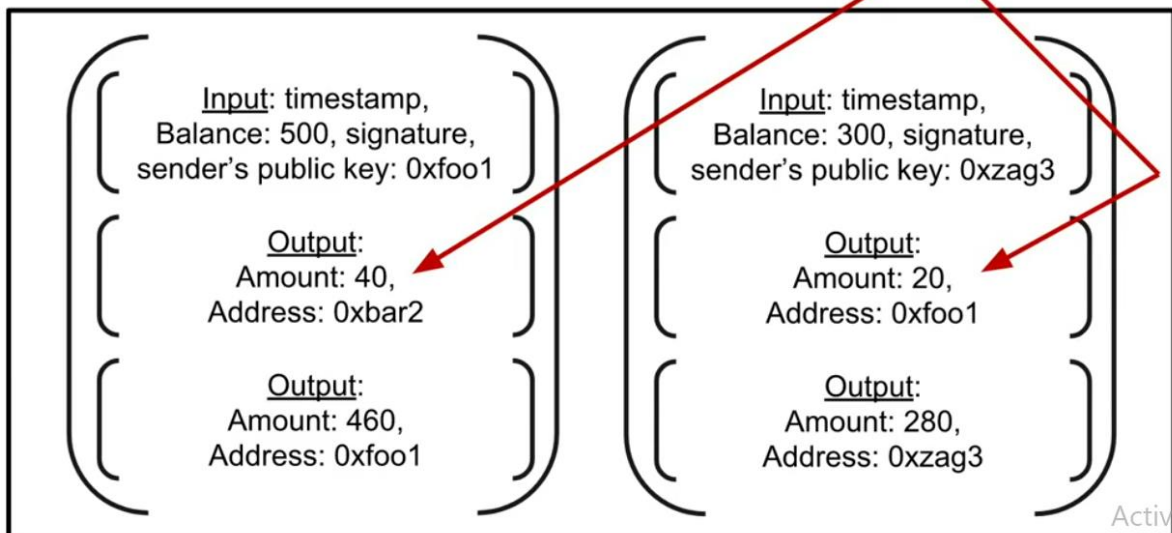 Input: timestamp,
Balance: 500, signature,
sender's public key: 0xfoo1
Output:
Amount: 40,
Address: 0xbar2
Output:
Amount: 460,
Address: 0xfoo1
Input: timestamp,
Balance: 300, signature,
sender's public key: 0xzag3
Output:
Amount: 20,
Address: 0xfoo1
Output:
Amount: 280,
Address: 0xzag3
Activ